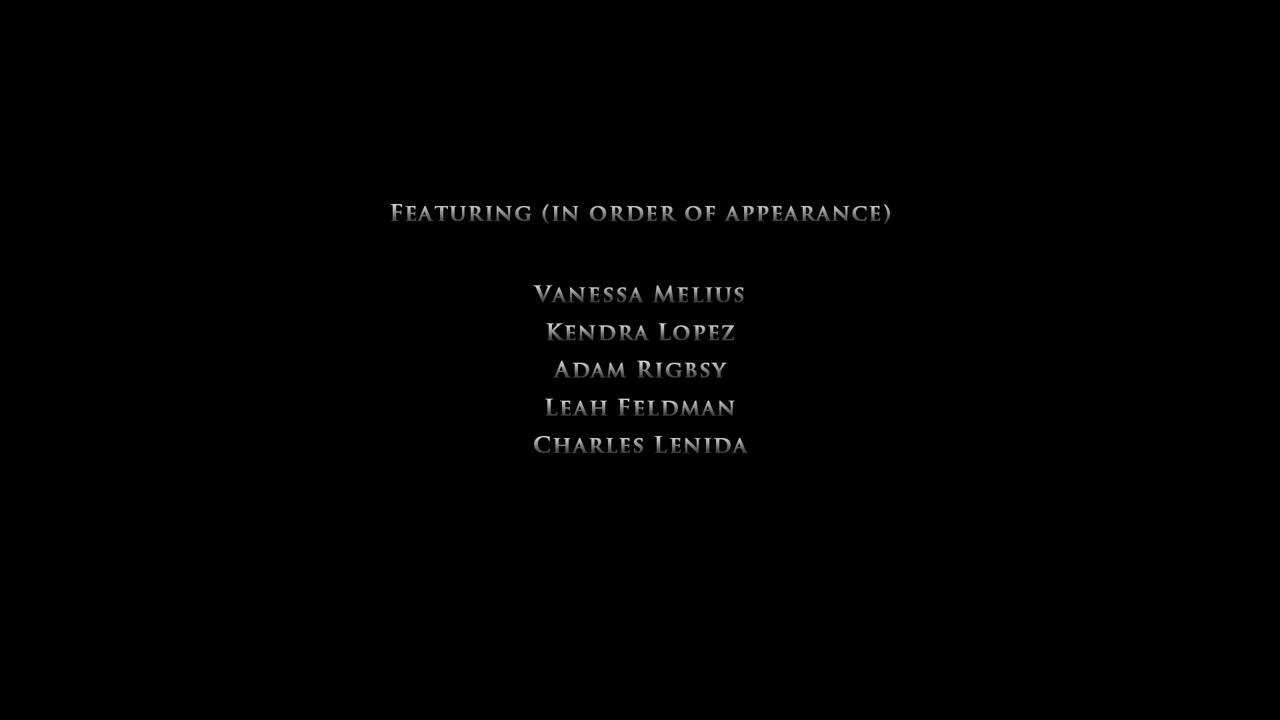 Featuring (in order of appearance)
Vanessa Melius
Kendra Lopez
Adam Rigbsy
Leah Feldman
Charles Lenida